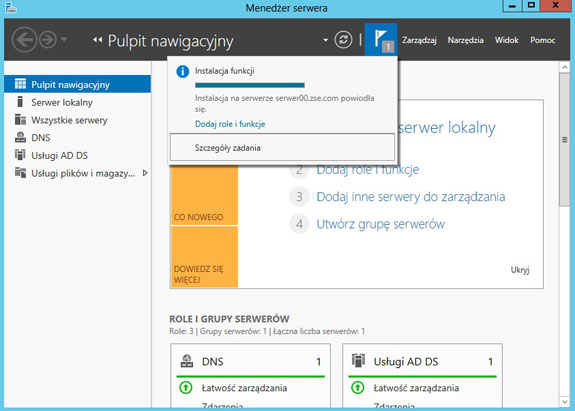 Menedżer serwera
Pulpit nawigacyjny
1
Zarządzaj Narzędzia Widok Pomoc
Pulpit nawigacyjny
Serwer lokalny
Wszystkie serwery
DNS
Usługi AD DS
Usługi plików i magazy...
Instalacja funkcji
Instalacja na serwerze serwer00.zse.com powiodła
się.
Dodaj role i funkcje
Szczegóły zadania
serwer lokalny
2 Dodaj role i funkcje
3 Dodaj inne serwery do zarządzania
4 Utwórz grupę serwerów
CO NOWEGO
DOWIEDZ SIĘ
WIĘCEJ
Ukryj
ROLE I GRUPY SERWERÓW
Role: 3 | Grupy serwerów: 1 | Łączna liczba serwerów: 1
DNS 1
Łatwość zarządzania
Zdarzenia
Usługi AD DS 1
Łatwość zarządzania
Zdarzenia